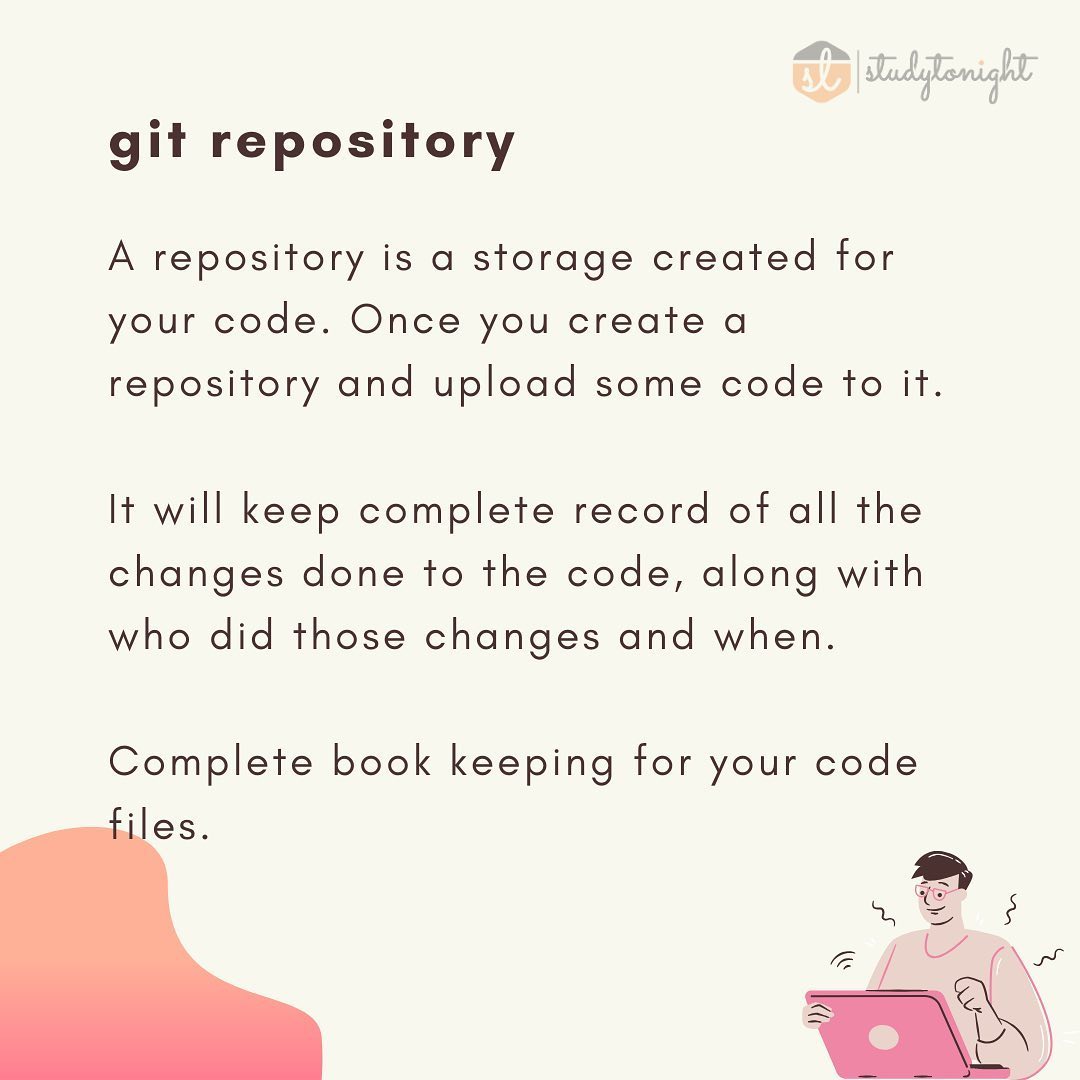 sl | studytonight
git repository
A repository is a storage created for
your code. Once you create a
repository and upload some code to it.
It will keep complete record of all the
changes done to the code, along with
who did those changes and when.
Complete book keeping for your code
files.